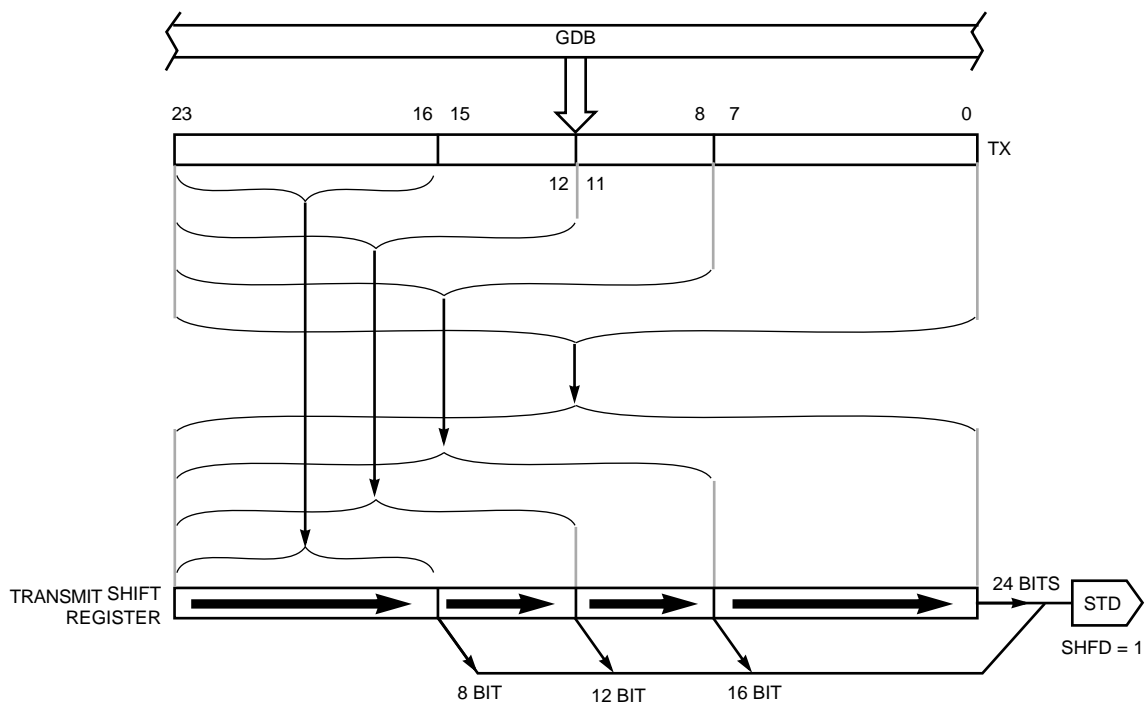 GDB
23 16 15 8 7 0
TX
12 11
TRANSMIT SHIFT
REGISTER
24 BITS
STD
SHFD = 1
8 BIT 12 BIT 16 BIT